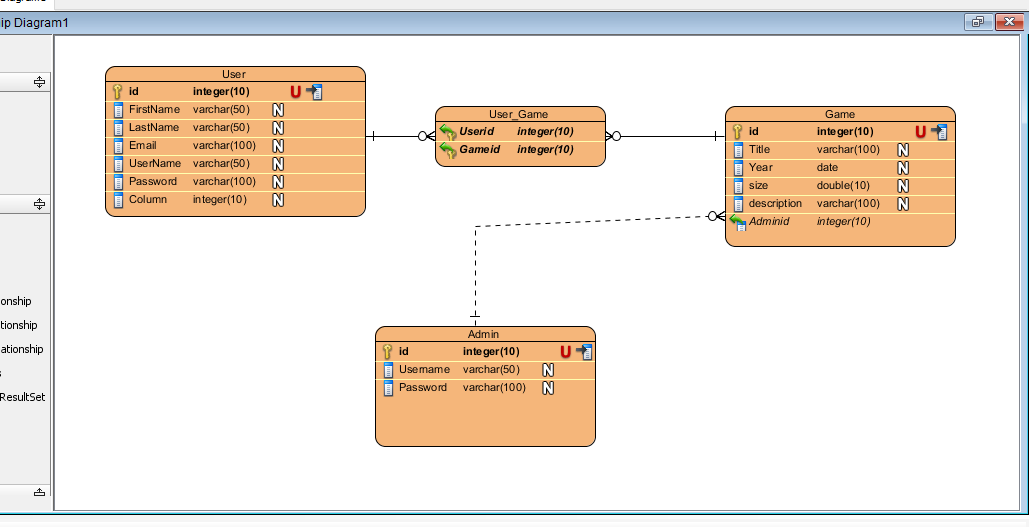 ip Diagram1
User
id integer(10) U
FirstName varchar(50) N
LastName varchar(50) N
Email varchar(100) N
UserName varchar(50) N
Password varchar(100) N
Column integer(10) N
User_Game
Userid integer(10)
Gameid integer(10)
Game
id integer(10) U
Title varchar(100) N
Year date N
size double(10) N
description varchar(100) N
Adminid integer(10)
Admin
id integer(10) U
Username varchar(50) N
Password varchar(100) N
onship
tionship
ationship
s
ResultSet